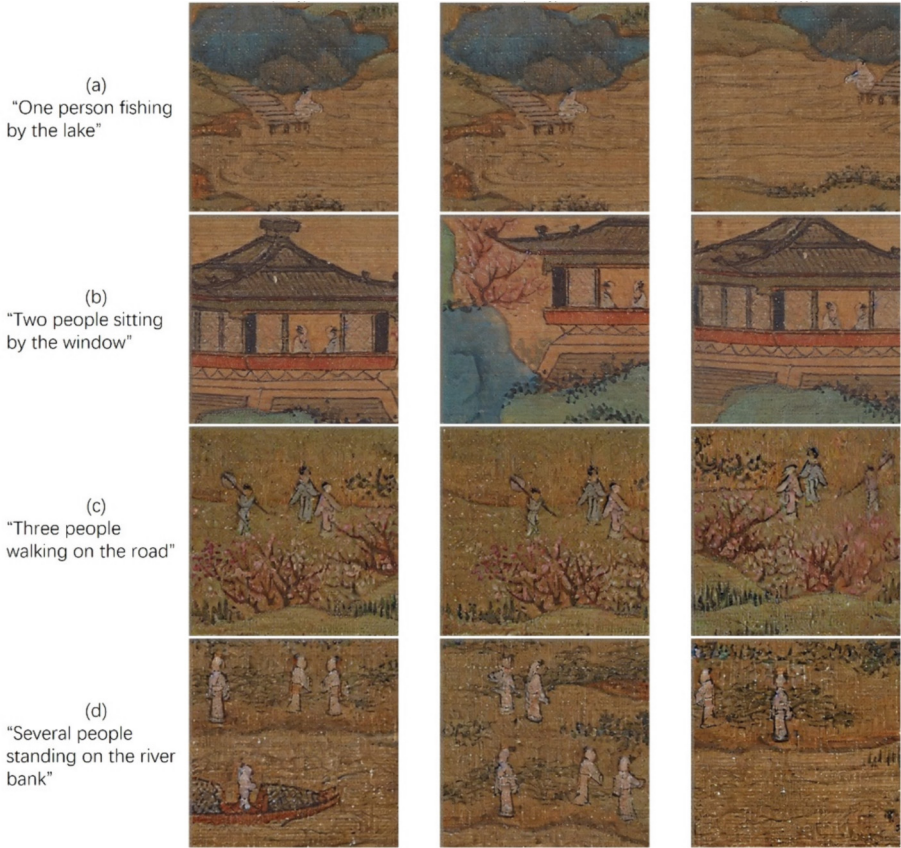 (a)
“One person fishing
by the lake”
(b)
“Two people sitting
by the window”
(c)
“Three people
walking on the road”
(d)
“Several people
standing on the river
bank”